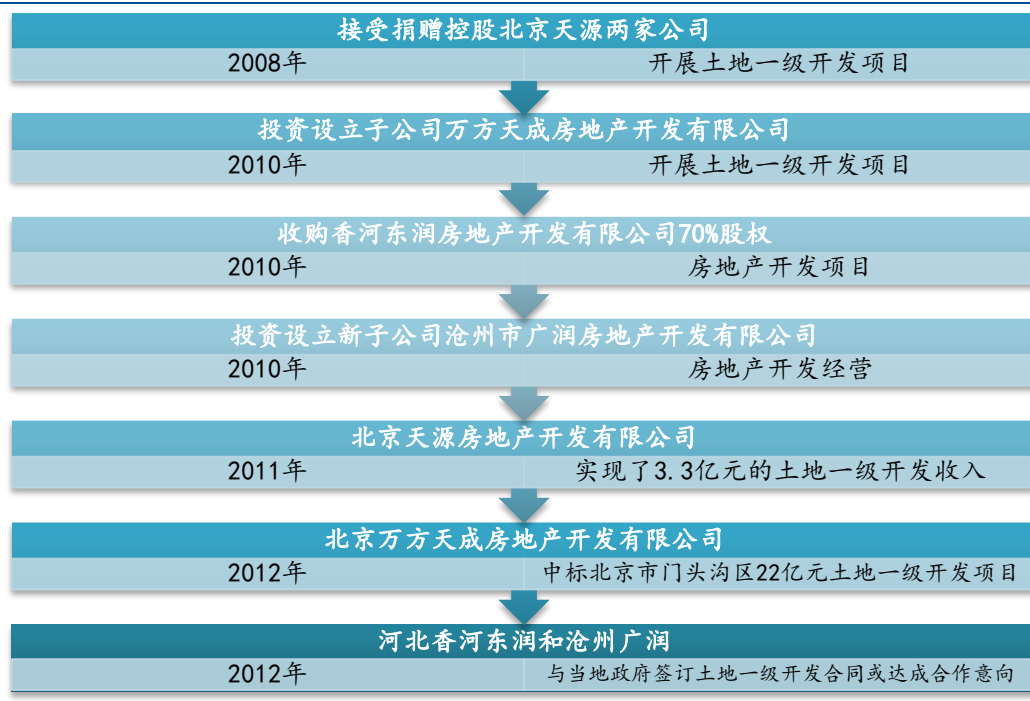 接受捐赠控股北京天源两家公司
2008年 开展土地一级开发项目
投资设立子公司万方天成房地产开发有限公司
2010年 开展土地一级开发项目
收购香河东润房地产开发有限公司70%股权
2010年 房地产开发项目
投资设立新子公司沧州市广润房地产开发有限公司
2010年 房地产开发经营
北京天源房地产开发有限公司
2011年 实现了3.3亿元的土地一级开发收入
北京万方天成房地产开发有限公司
2012年 中标北京市门头沟区22亿元土地一级开发项目
河北香河东润和沧州广润
2012年 与当地政府签订土地一级开发合同或达成合作意向